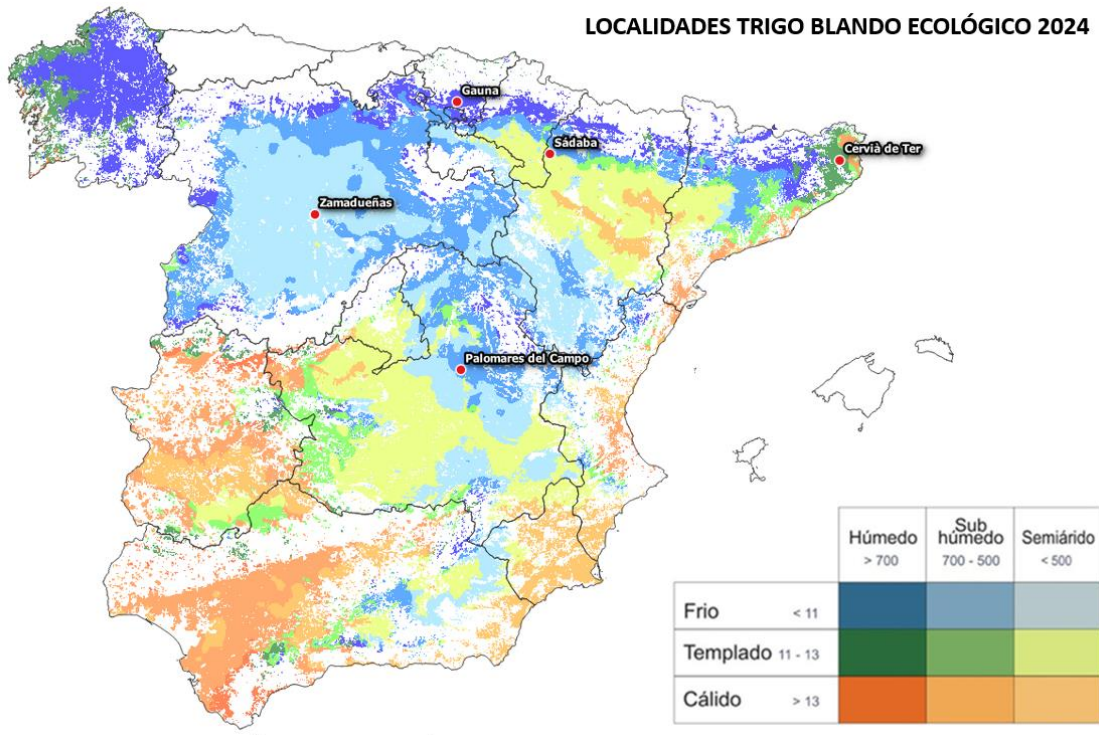 LOCALIDADES TRIGO BLANDO ECOLÓGICO 2024
Gauna
Sádaba
Cervià de Ter
Zamadueñas
Palomares del Campo
Húmedo
> 700
Sub
húmedo
700 - 500
Semiárido
< 500
Frio < 11
Templado 11 - 13
Cálido > 13